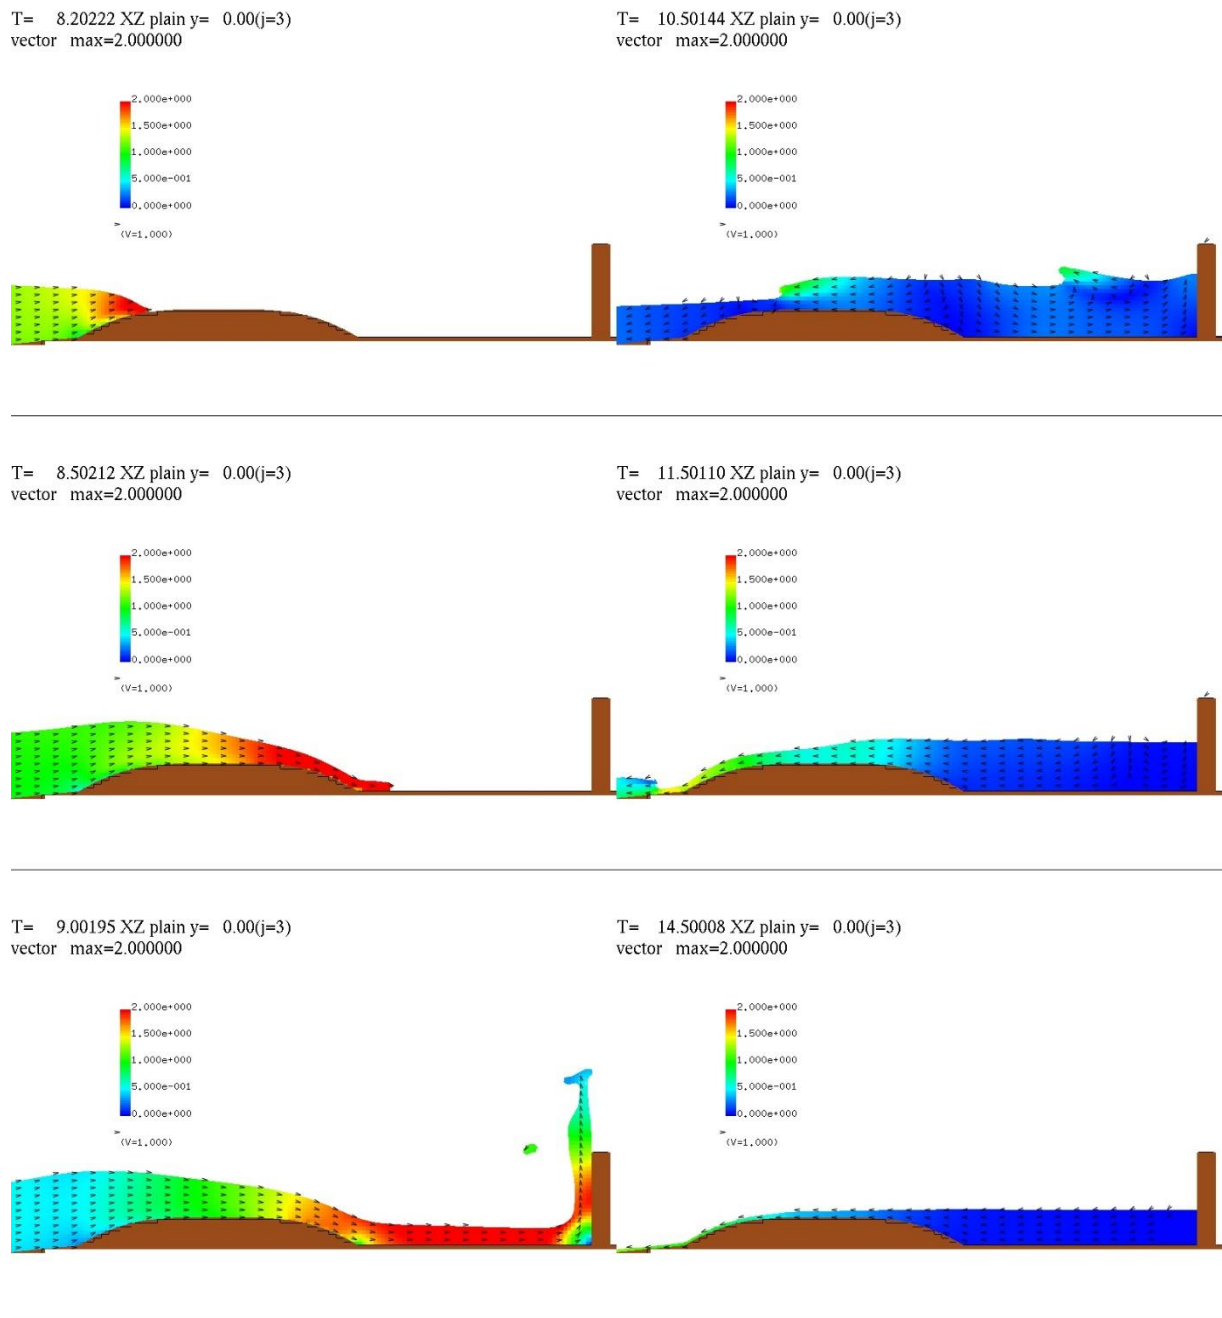 T= 8.20222 XZ plain y= 0.00(j=3)
vector max=2.000000
2.000e+000
1.500e+000
1.000e+000
5.000e-001
0.000e+000
(V=1.000)
T= 10.50144 XZ plain y= 0.00(j=3)
vector max=2.000000
2.000e+000
1.500e+000
1.000e+000
5.000e-001
0.000e+000
(V=1.000)
T= 8.50212 XZ plain y= 0.00(j=3)
vector max=2.000000
2.000e+000
1.500e+000
1.000e+000
5.000e-001
0.000e+000
(V=1.000)
T= 11.50110 XZ plain y= 0.00(j=3)
vector max=2.000000
2.000e+000
1.500e+000
1.000e+000
5.000e-001
0.000e+000
(V=1.000)
T= 9.00195 XZ plain y= 0.00(j=3)
vector max=2.000000
2.000e+000
1.500e+000
1.000e+000
5.000e-001
0.000e+000
(V=1.000)
T= 14.50008 XZ plain y= 0.00(j=3)
vector max=2.000000
2.000e+000
1.500e+000
1.000e+000
5.000e-001
0.000e+000
(V=1.000)